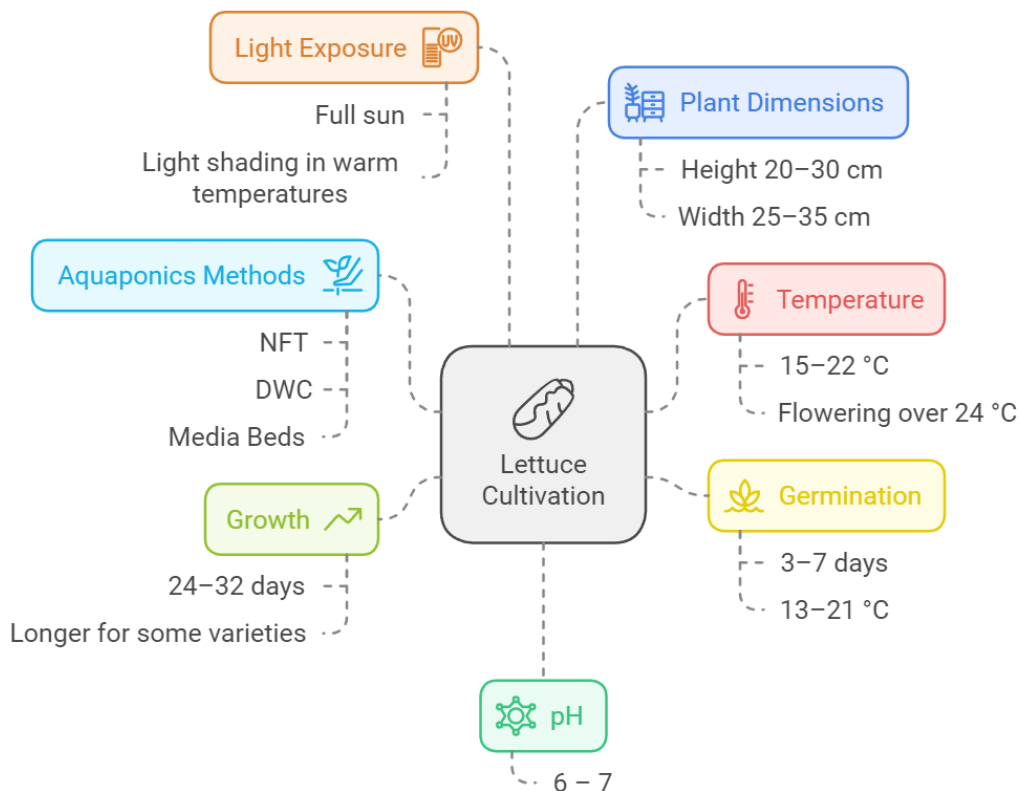 Light Exposure
UV
Full sun
Light shading in warm
temperatures
Plant Dimensions
Height 20–30 cm
Width 25–35 cm
Aquaponics Methods
NFT
DWC
Media Beds
Temperature
15–22 °C
Flowering over 24 °C
Lettuce
Cultivation
Growth
24–32 days
Longer for some varieties
Germination
3–7 days
13–21 °C
pH
6 – 7